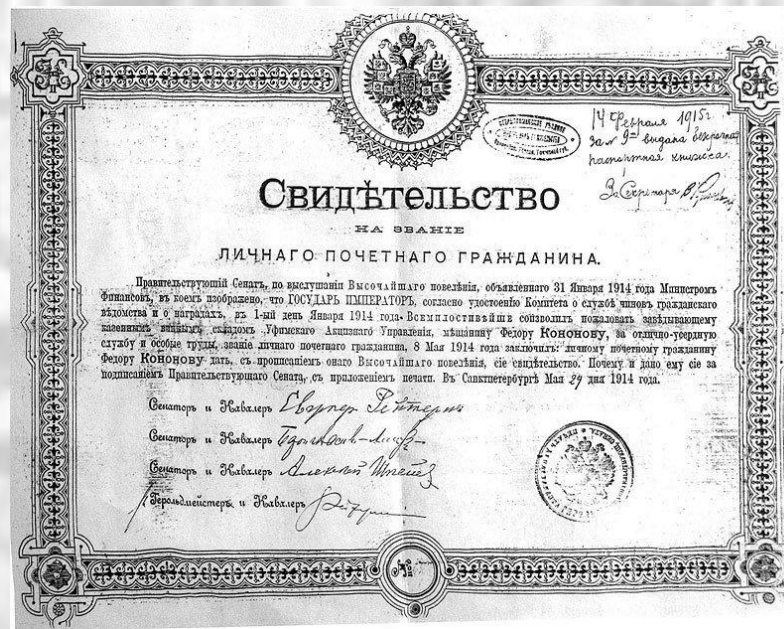 14 Февраля 1915г.
За № 9 выдана безсрочная
паспортная книжка.
За Секретаря
Свидѣтельство
НА ЗВАНІЕ
ЛИЧНАГО ПОЧЕТНАГО ГРАЖДАНИНА.
Правительствующій Сенатъ, по выслушаніи Высочайшаго повелѣнія, объявленнаго 31 Января 1914 года Министромъ
Финансовъ, въ коемъ изображено, что ГОСУДАРЬ ИМПЕРАТОРЪ, согласно удостоенію Комитета о службѣ чиновъ гражданскаго
вѣдомства и о наградахъ, въ 1-ый день Января 1914 года Всемилостивѣйше соизволилъ пожаловать завѣдывающему
казеннымъ виннымъ складомъ Уфимскаго Акцизнаго Управленія, мѣщанину Федору Кононову, за отлично-усердную
службу и особые труды, званіе личнаго почетнаго гражданина, 8 Мая 1914 года заключилъ: личному почетному гражданину
Федору Кононову дать, съ прописаніемъ онаго Высочайшаго повелѣнія, сіе свидѣтельство. Почему и дано ему сіе за
подписаніемъ Правительствующаго Сената, съ приложеніемъ печати. Въ Санктпетербургѣ Мая 29 дня 1914 года.
Сенаторъ и Кавалеръ
Сенаторъ и Кавалеръ
Сенаторъ и Кавалеръ Алексѣй
Герольдмейстеръ и Кавалеръ